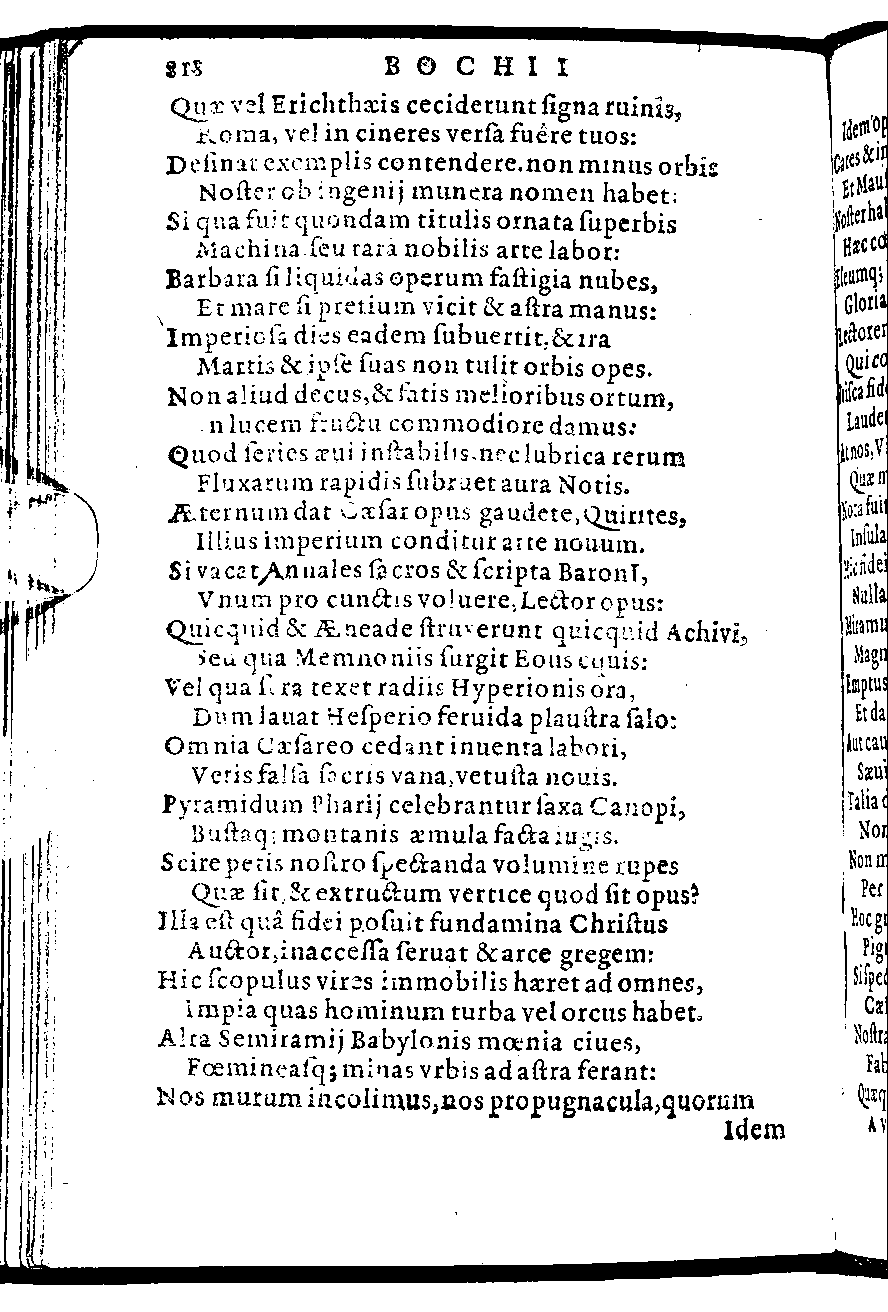 818 BOCHII
Quæ vel Erichthæis ceciderunt ſigna ruinîs,
Roma, vel in cineres verſa fuêre tuos:
Deſinat exemplis contendere. non minus orbis
Noſter ob ingenij munera nomen habet:
Si qua fuit quondam titulis ornata ſuperbis
Machina. ſeu rarâ nobilis arte labor:
Barbara ſi liquidas operum faſtigia nubes,
Et mare ſi pretium vicit & aſtra manus:
Imperioſa dies eadem ſubuertit, & ira
Martis & ipſe ſuas non tulit orbis opes.
Non aliud decus, & fatis melioribus ortum,
n lucem fructu commodiore damus:
Quod ſeries æui inſtabilis. nec lubrica rerum
Fluxarum rapidis ſubruet aura Notis.
Æternum dat Cæſar opus gaudete, Quirites,
Illius imperium conditur arte nouum.
Si vacat Annales ſacros & ſcripta BaronI,
Vnum pro cunctis voluere, Lector opus:
Quicquid & Æneadę ſtruxerunt quicquid Achivi,
Seu qua Memnoniis ſurgit Eous equis:
Vel qua ſera texet radiis Hyperionis ora,
Dum lauat Heſperio feruida plauſtra ſalo:
Omnia Cæſareo cedant inuenta labori,
Veris falſa ſacris vana, vetuſta nouis.
Pyramidum Pharij celebrantur ſaxa Canopi,
Buſtaq; montanis æmula facta iugis.
Scire petis noſtro ſpectanda volumine rupes
Quæ ſit, & extructum vertice quod ſit opus?
Illa eſt quâ fidei poſuit fundamina Chriſtus
Auctor, inacceſſa ſeruat & arce gregem:
Hic ſcopulus vires immobilis hæret ad omnes,
Impia quas hominum turba vel orcus habet.
Alta Semiramij Babylonis mœnia ciues,
Fœmineaſq; minas vrbis ad aſtra ferant:
Nos murum incolimus, nos propugnacula, quorum
Idem